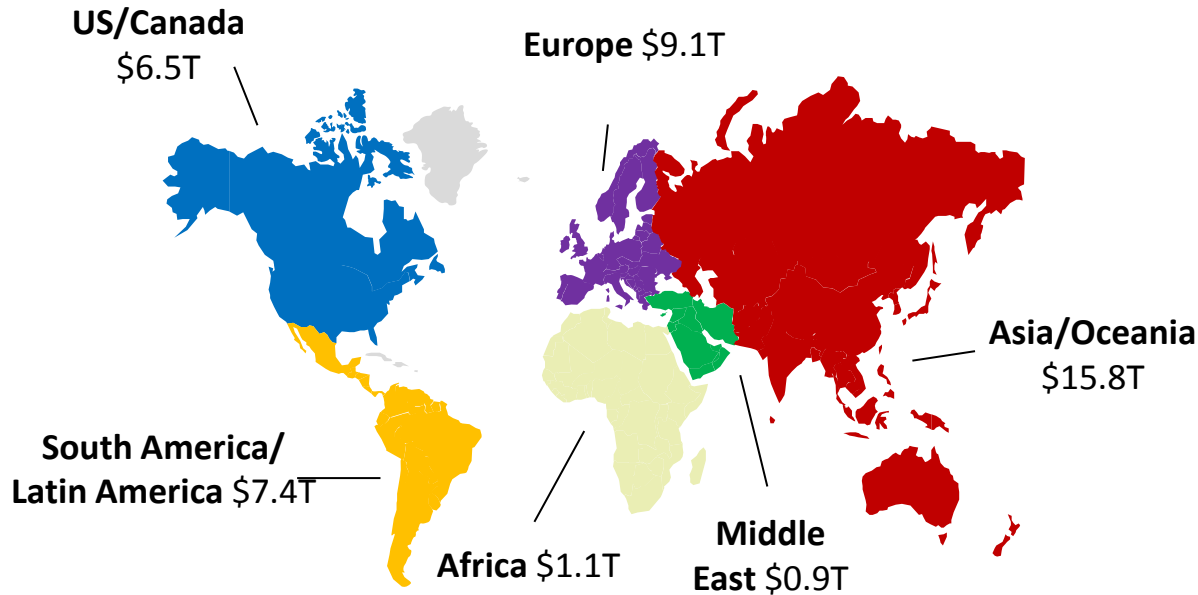 US/Canada
$6.5T
Europe $9.1T
Asia/Oceania
$15.8T
South America/
Latin America $7.4T
Africa $1.1T
Middle
East $0.9T